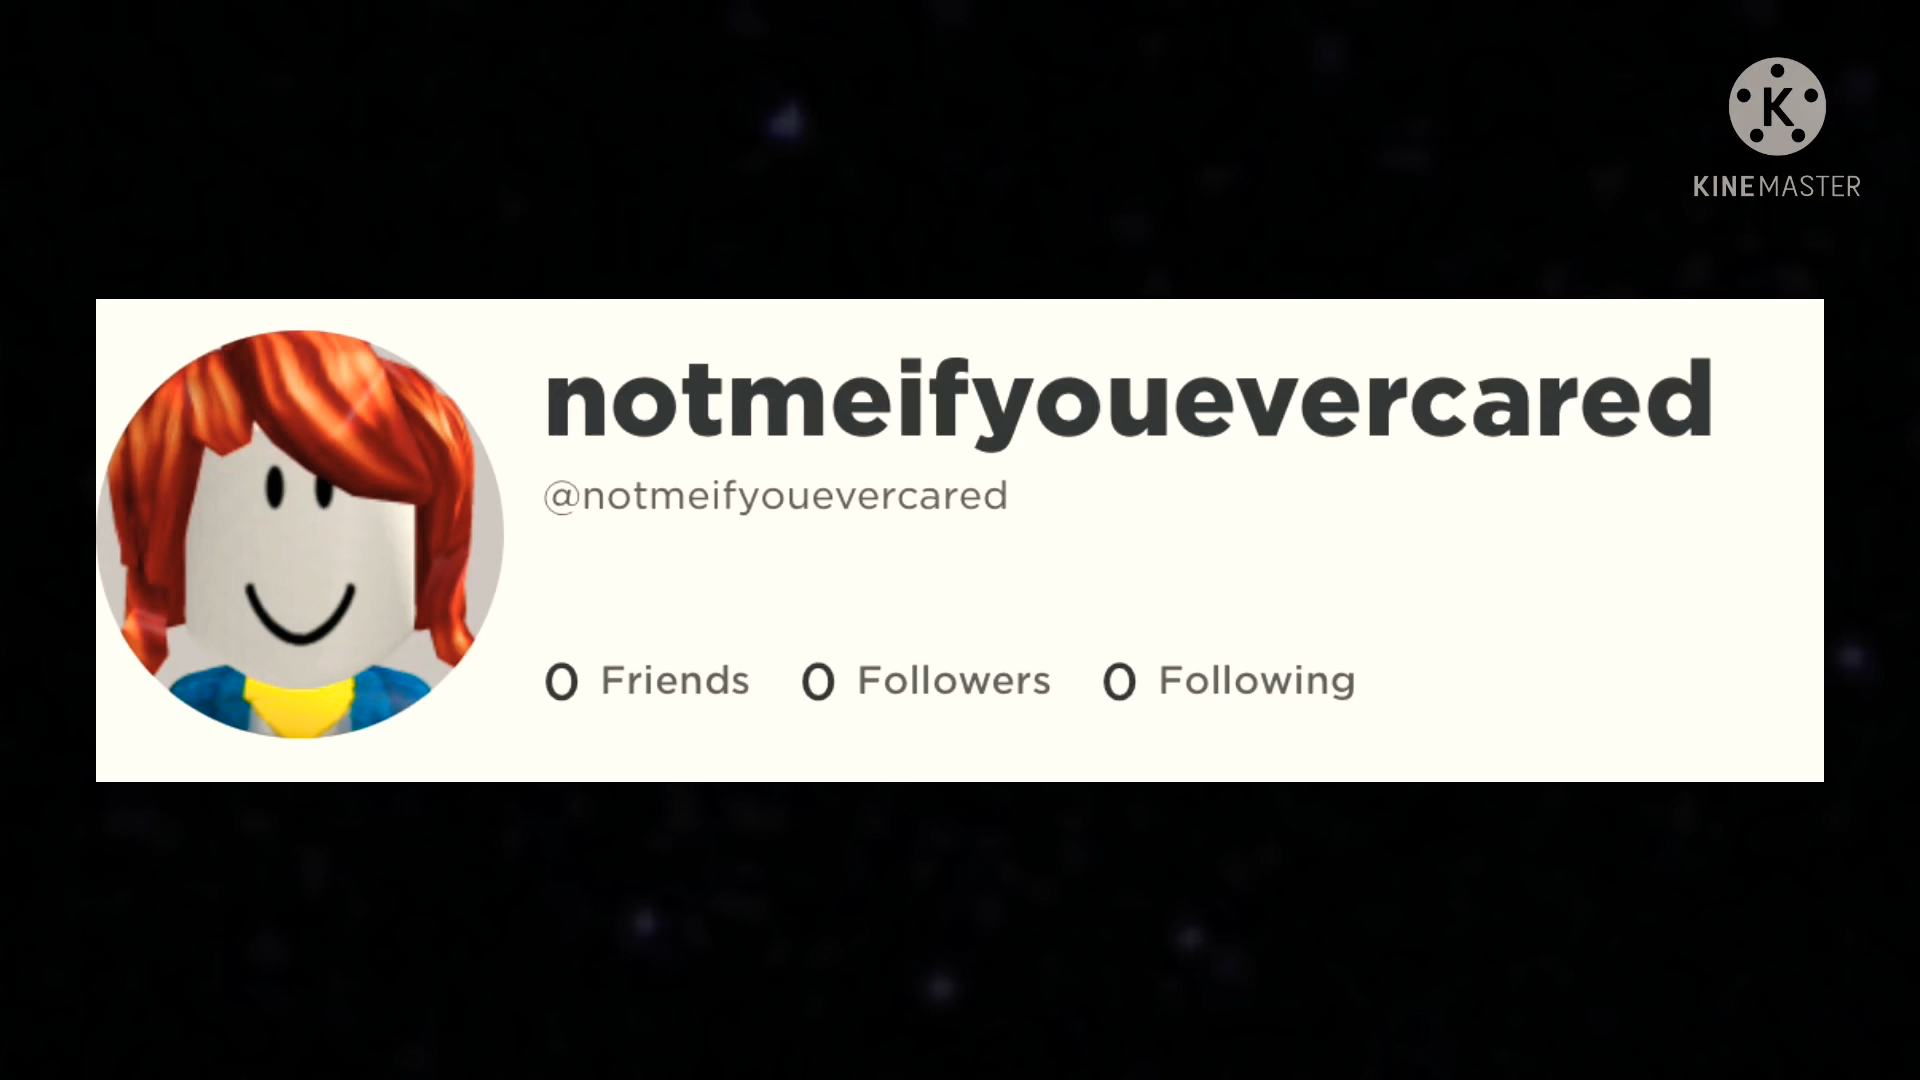 K
KINEMASTER
notmeifyouevercared
@notmeifyouevercared
0 Friends 0 Followers 0 Following